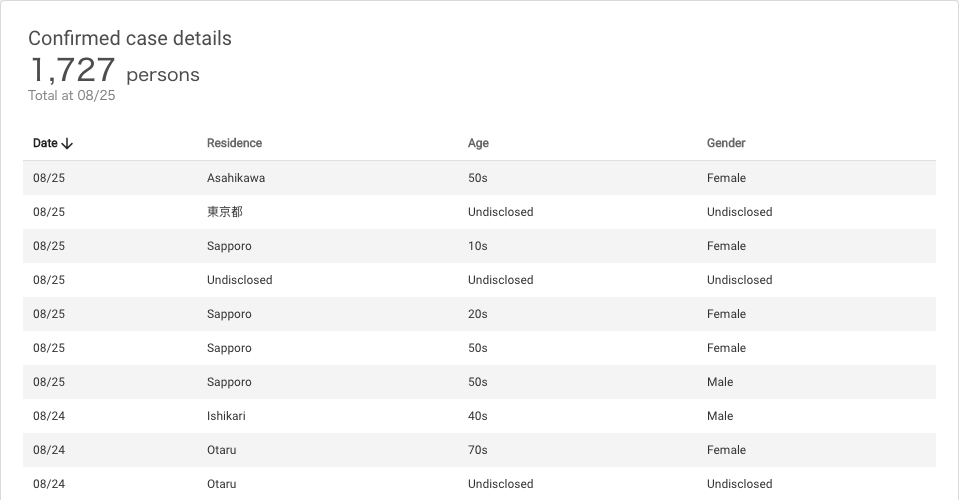 Confirmed case details
1,727 persons
Total at 08/25
Date Residence Age Gender
08/25 Asahikawa 50s Female
08/25 東京都 Undisclosed Undisclosed
08/25 Sapporo 10s Female
08/25 Undisclosed Undisclosed Undisclosed
08/25 Sapporo 20s Female
08/25 Sapporo 50s Female
08/25 Sapporo 50s Male
08/24 Ishikari 40s Male
08/24 Otaru 70s Female
08/24 Otaru Undisclosed Undisclosed